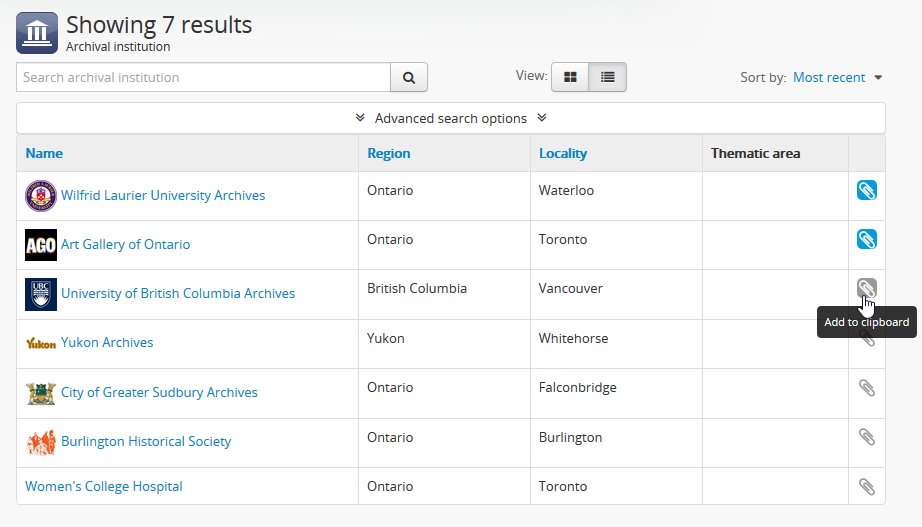 Showing 7 results
Archival institution
Search archival institution
View:
Sort by: Most recent
Advanced search options
Name Region Locality Thematic area
Wilfrid Laurier University Archives Ontario Waterloo
AGO Art Gallery of Ontario Ontario Toronto
UBC University of British Columbia Archives British Columbia Vancouver
Add to clipboard
Yukon Yukon Archives Yukon Whitehorse
City of Greater Sudbury Archives Ontario Falconbridge
Burlington Historical Society Ontario Burlington
Women's College Hospital Ontario Toronto